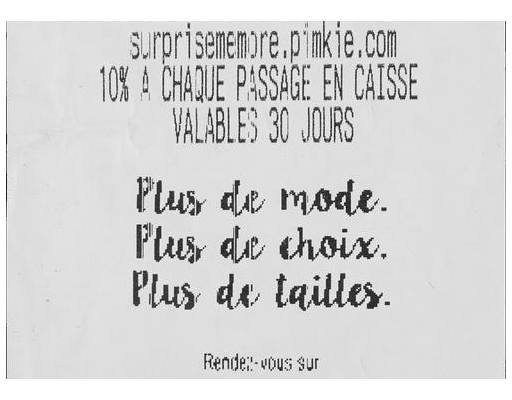 surprisememore.pimkie.com
10% A CHAQUE PASSAGE EN CAISSE
VALABLES 30 JOURS
Plus de mode.
Plus de choix.
Plus de tailles.
Rendez-vous sur